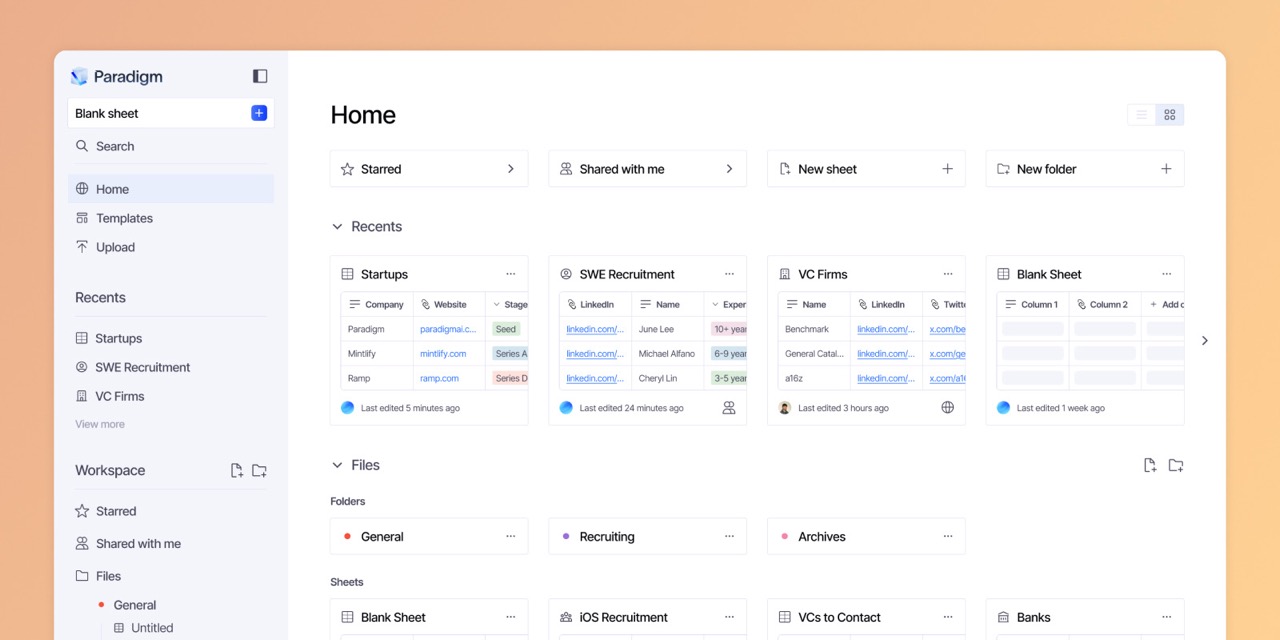 Paradigm
Blank sheet
Search
Home
Templates
Upload
Recents
Startups
SWE Recruitment
VC Firms
View more
Workspace
Starred
Shared with me
Files
General
Untitled
Home
Starred
Shared with me
New sheet
New folder
Recents
Startups
Company Website Stage
Paradigm paradigmai.c... Seed
Mintlify mintlify.com Series A
Ramp ramp.com Series D
Last edited 5 minutes ago
SWE Recruitment
LinkedIn Name Exper
linkedin.com/... June Lee 10+ year
linkedin.com/... Michael Alfano 6-9 year
linkedin.com/... Cheryl Lin 3-5 year
Last edited 24 minutes ago
VC Firms
Name LinkedIn Twitte
Benchmark linkedin.com/... x.com/be
General Catal... linkedin.com/... x.com/ge
a16z linkedin.com/... x.com/a16
Last edited 3 hours ago
Blank Sheet
Column 1 Column 2 Add c
Last edited 1 week ago
Files
Folders
General
Recruiting
Archives
Sheets
Blank Sheet
iOS Recruitment
VCs to Contact
Banks